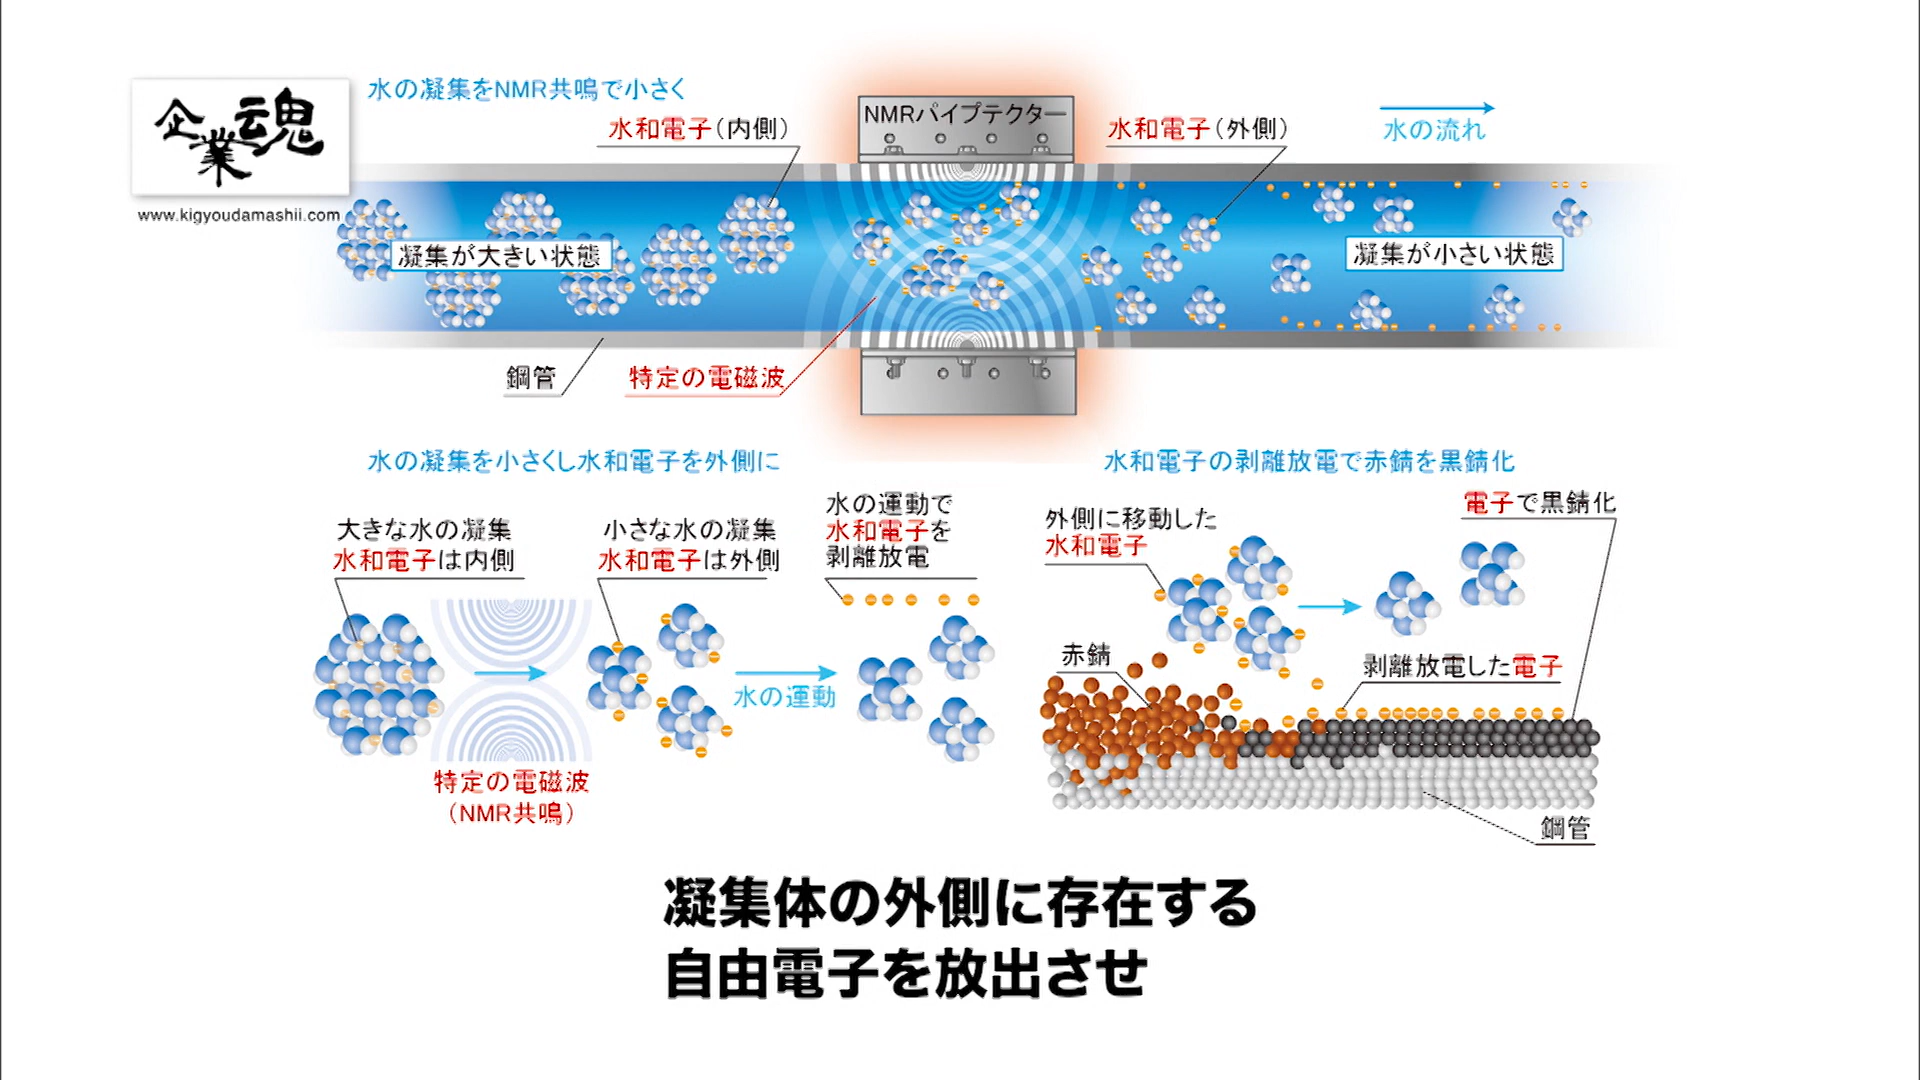 企業魂
www.kigyoudamashii.com
水の凝集をNMR共鳴で小さく
水和電子(内側)
NMRパイプテクター
水和電子(外側)
水の流れ
凝集が大きい状態
凝集が小さい状態
鋼管
特定の電磁波
水の凝集を小さくし水和電子を外側に
大きな水の凝集
水和電子は内側
小さな水の凝集
水和電子は外側
水の運動で
水和電子を
剥離放電
水の運動
特定の電磁波
(NMR共鳴)
水和電子の剥離放電で赤錆を黒錆化
外側に移動した
水和電子
電子で黒錆化
赤錆
剥離放電した電子
鋼管
凝集体の外側に存在する
自由電子を放出させ